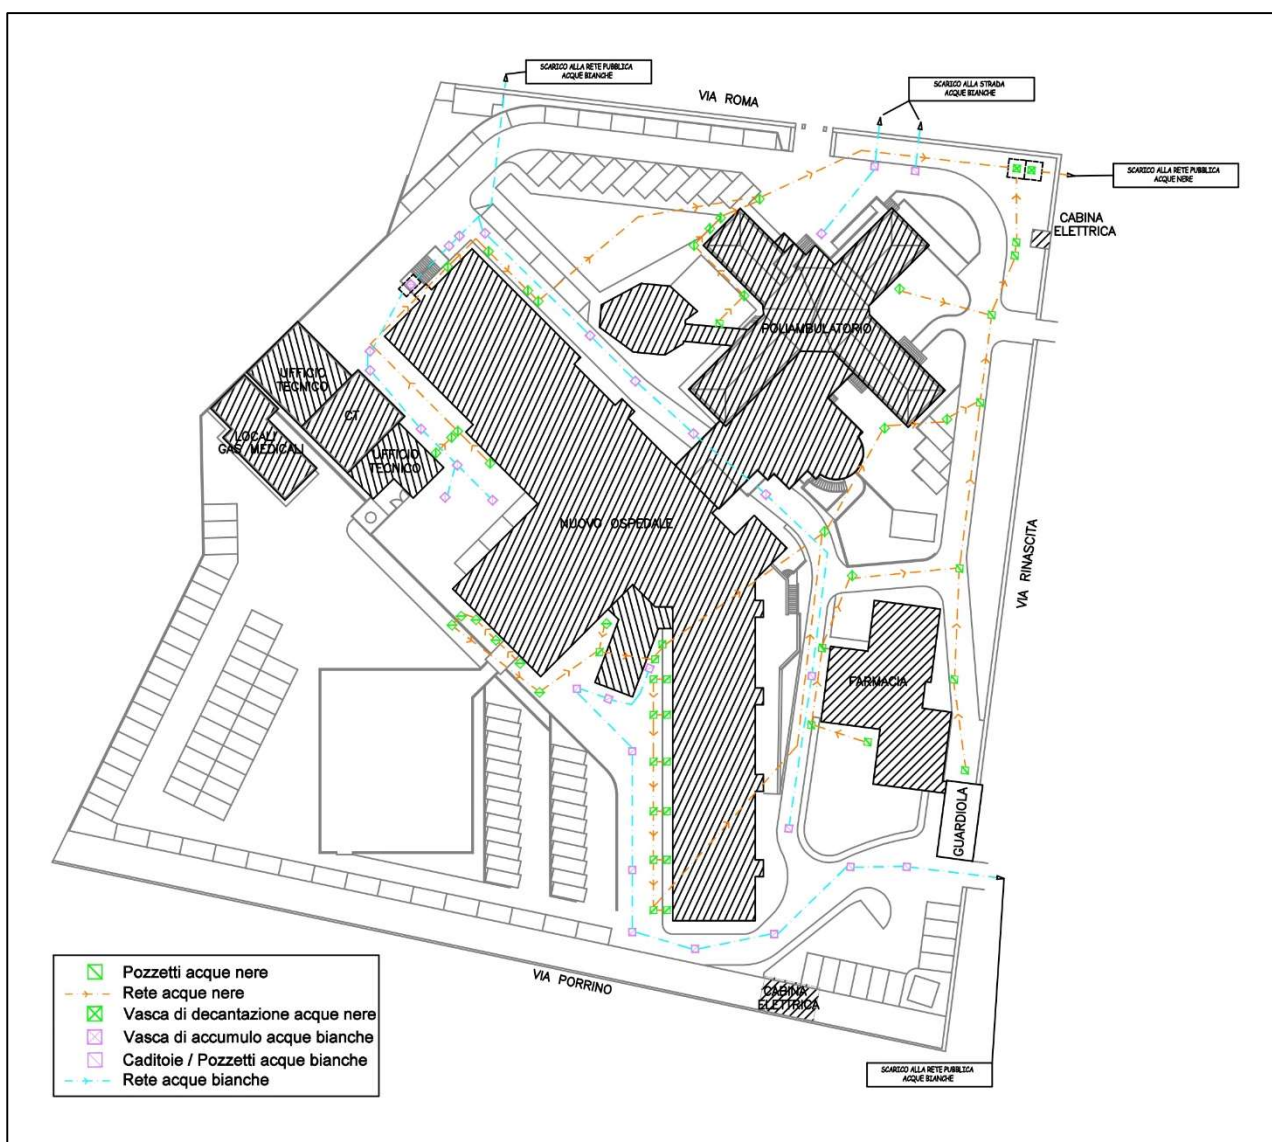 SCARICO ALLA RETE PUBBLICA
ACQUE BIANCHE
VIA ROMA
SCARICO ALLA STRADA
ACQUE BIANCHE
SCARICO ALLA RETE PUBBLICA
ACQUE NERE
CABINA
ELETTRICA
POLIAMBULATORIO
UFFICIO
TECNICO
CT
LOCALI
GAS MEDICALI
UFFICIO
TECNICO
NUOVO OSPEDALE
VIA RINASCITA
FARMACIA
GUARDIOLA
VIA PORRINO
CABINA
ELETTRICA
SCARICO ALLA RETE PUBBLICA
ACQUE BIANCHE
Pozzetti acque nere
Rete acque nere
Vasca di decantazione acque nere
Vasca di accumulo acque bianche
Caditoie / Pozzetti acque bianche
Rete acque bianche